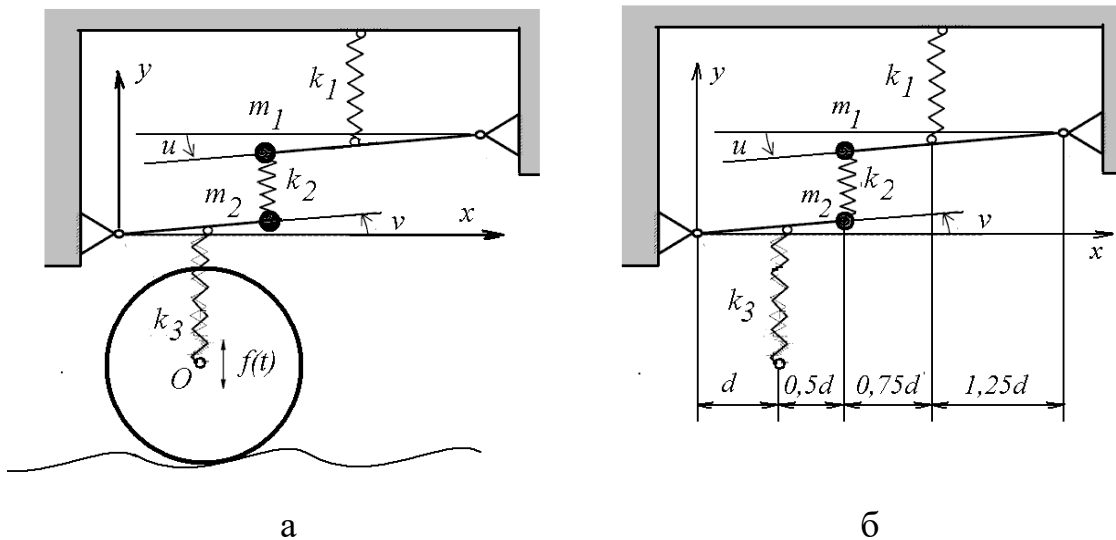 y
k1
m1
u
k2
m2
x
v
k3
O
f(t)
а
y
k1
m1
u
k2
m2
v
x
k3
d
0,5d
0,75d
1,25d
б